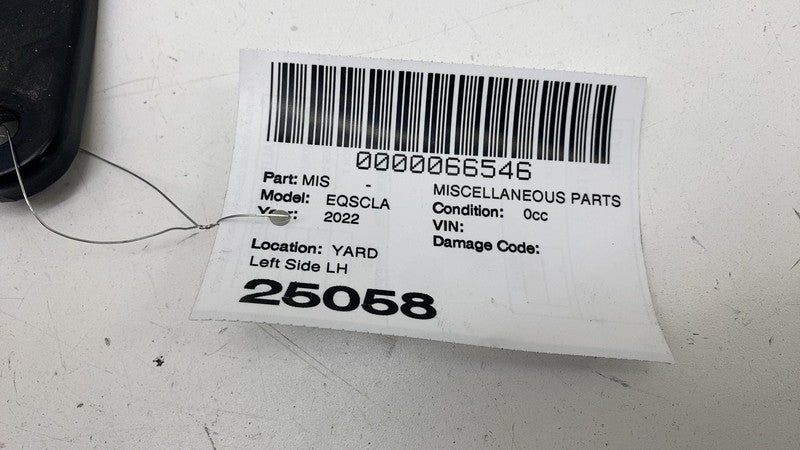 0000066546
Part: MIS - MISCELLANEOUS PARTS
Model: EQSCLA Condition: 0cc
Year: 2022 VIN:
Damage Code:
Location: YARD
Left Side LH
25058